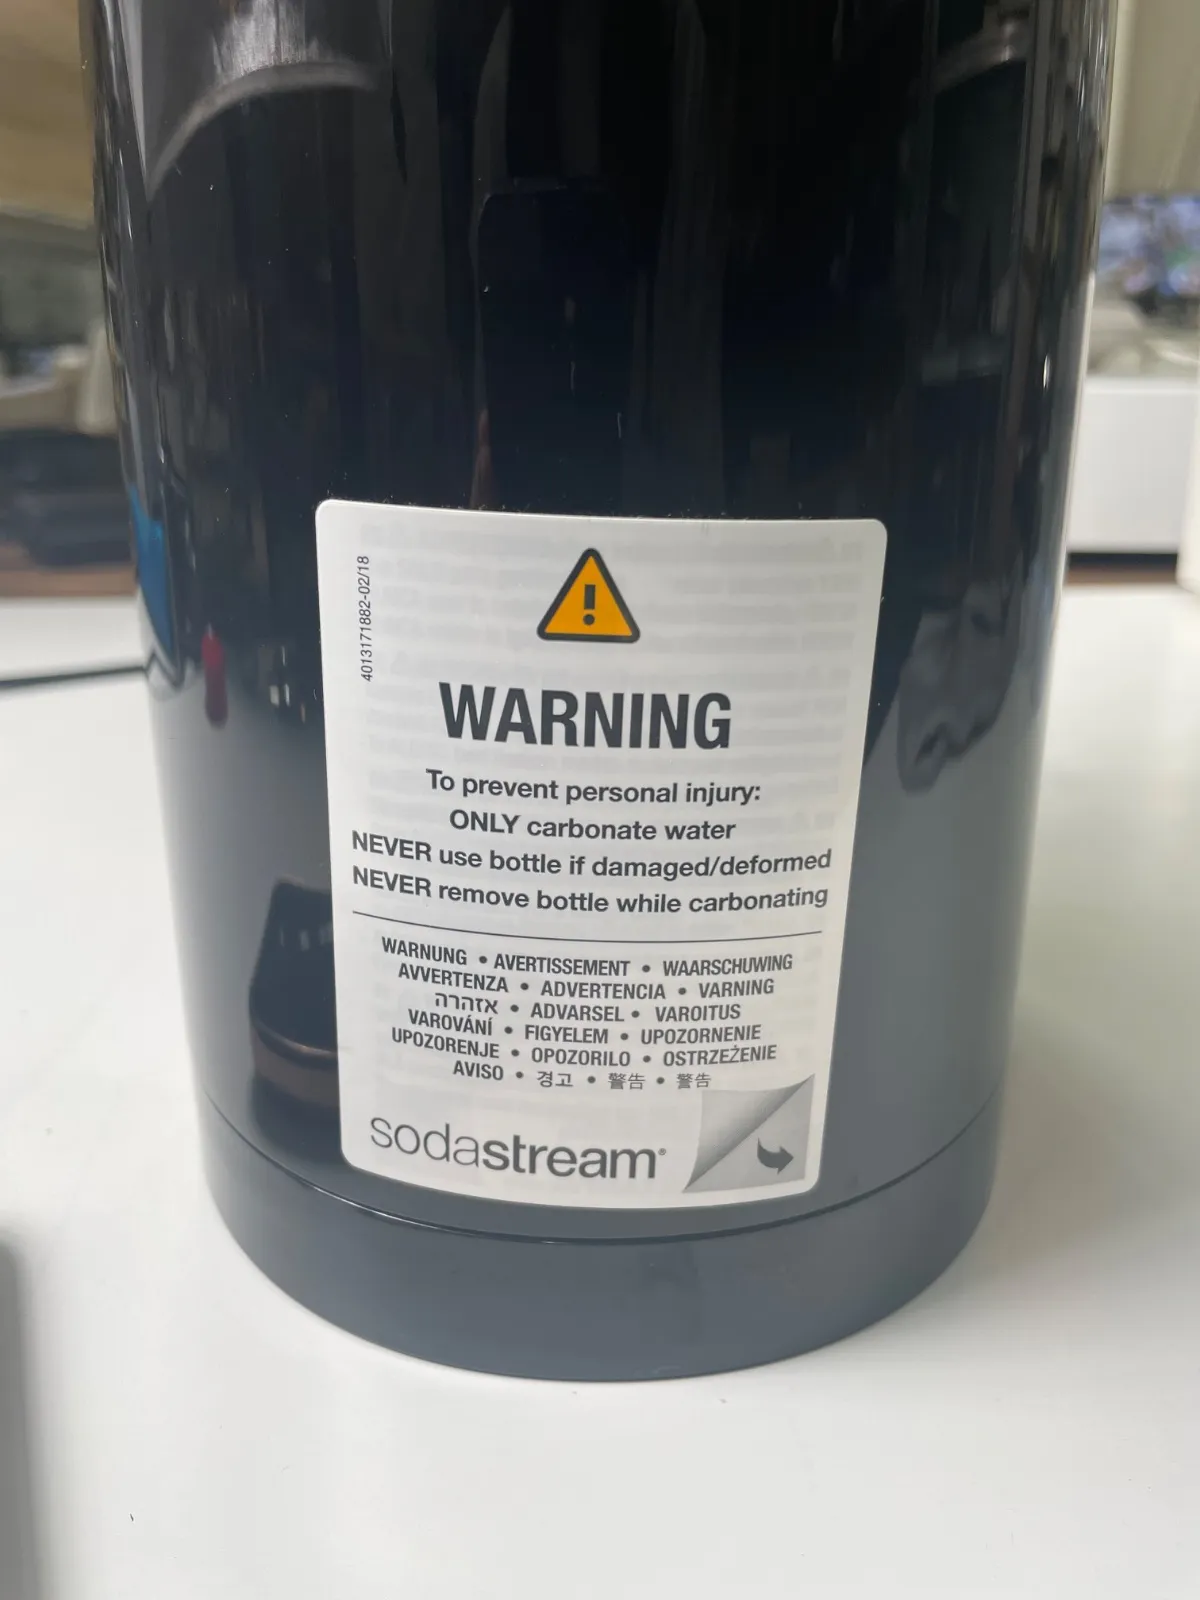 4013171882-02/18
WARNING
To prevent personal injury:
ONLY carbonate water
NEVER use bottle if damaged/deformed
NEVER remove bottle while carbonating
WARNUNG • AVERTISSEMENT • WAARSCHUWING
AVVERTENZA • ADVERTENCIA • VARNING
אזהרה • ADVARSEL • VAROITUS
VAROVÁNÍ • FIGYELEM • UPOZORNENIE
UPOZORENJE • OPOZORILO • OSTRZEŻENIE
AVISO • 경고 • 警告 • 警告
sodastream®